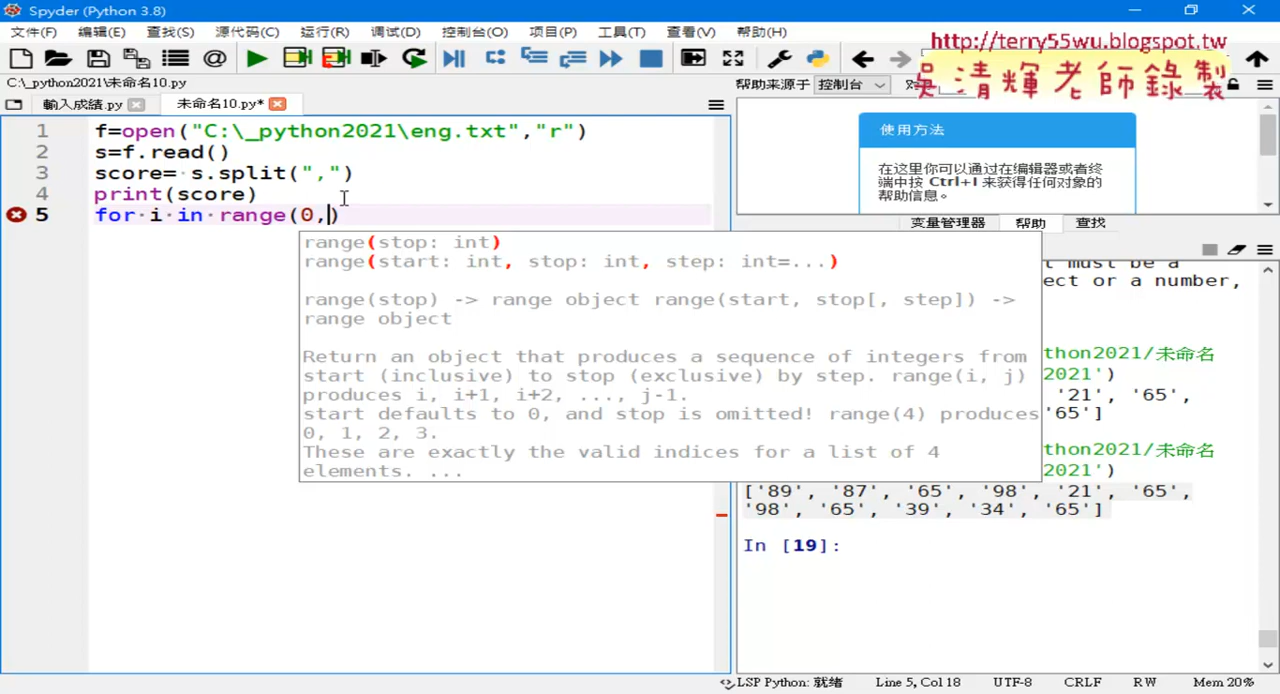 Spyder (Python 3.8)
文件(F) 编辑(E) 查找(S) 源代码(C) 运行(R) 调试(D) 控制台(O) 项目(P) 工具(T) 查看(V) 帮助(H)
http://terry55wu.blogspot.tw
吳清輝老師錄製
C:\_python2021\未命名10.py
帮助来源于 控制台
輸入成績.py 未命名10.py*
1 f=open("C:\_python2021\eng.txt","r")
2 s=f.read()
3 score= s.split(",")
4 print(score)
5 for i in range(0,)
range(stop: int)
range(start: int, stop: int, step: int=...)
range(stop) -> range object range(start, stop[, step]) ->
range object
Return an object that produces a sequence of integers from
start (inclusive) to stop (exclusive) by step. range(i, j)
produces i, i+1, i+2, ..., j-1.
start defaults to 0, and stop is omitted! range(4) produces
0, 1, 2, 3.
These are exactly the valid indices for a list of 4
elements. ...
使用方法
在这里你可以通过在编辑器或者终
端中按 Ctrl+I 来获得任何对象的
帮助信息。
变量管理器 帮助 查找
t must be a
ect or a number,
thon2021/未命名
2021')
'21', '65',
'65']
thon2021/未命名
2021')
['89', '87', '65', '98', '21', '65',
'98', '65', '39', '34', '65']
In [19]:
LSP Python: 就绪 Line 5, Col 18 UTF-8 CRLF RW Mem 20%